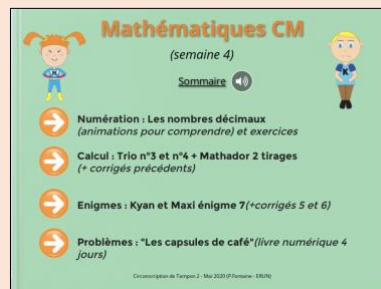 Mathématiques CM
(semaine 4)
Sommaire
Numération : Les nombres décimaux
(animations pour comprendre) et exercices
Calcul : Trio n°3 et n°4 + Mathador 2 tirages
(+ corrigés précédents)
Enigmes : Kyan et Maxi énigme 7(+corrigés 5 et 6)
Problèmes : "Les capsules de café"(livre numérique 4
jours)
Circonscription de Tampon 2 - Mai 2020 (P.Fontaine - ERUN)